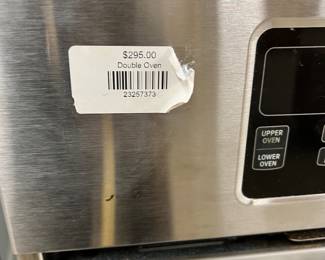 $295.00
Double Oven
23257373
UPPER
OVEN
LOWER
OVEN